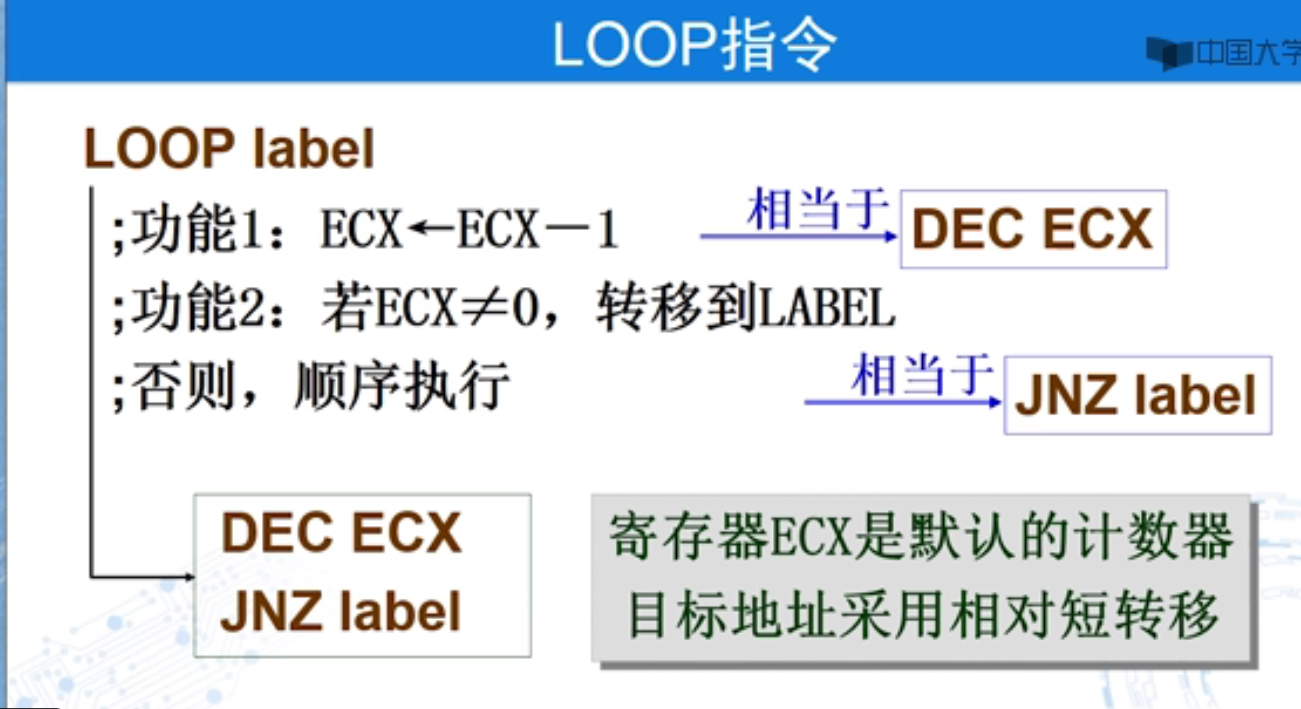 LOOP指令
中国大学
LOOP label
;功能1：ECX←ECX－1
相当于
DEC ECX
;功能2：若ECX≠0，转移到LABEL
;否则，顺序执行
相当于
JNZ label
DEC ECX
JNZ label
寄存器ECX是默认的计数器
目标地址采用相对短转移